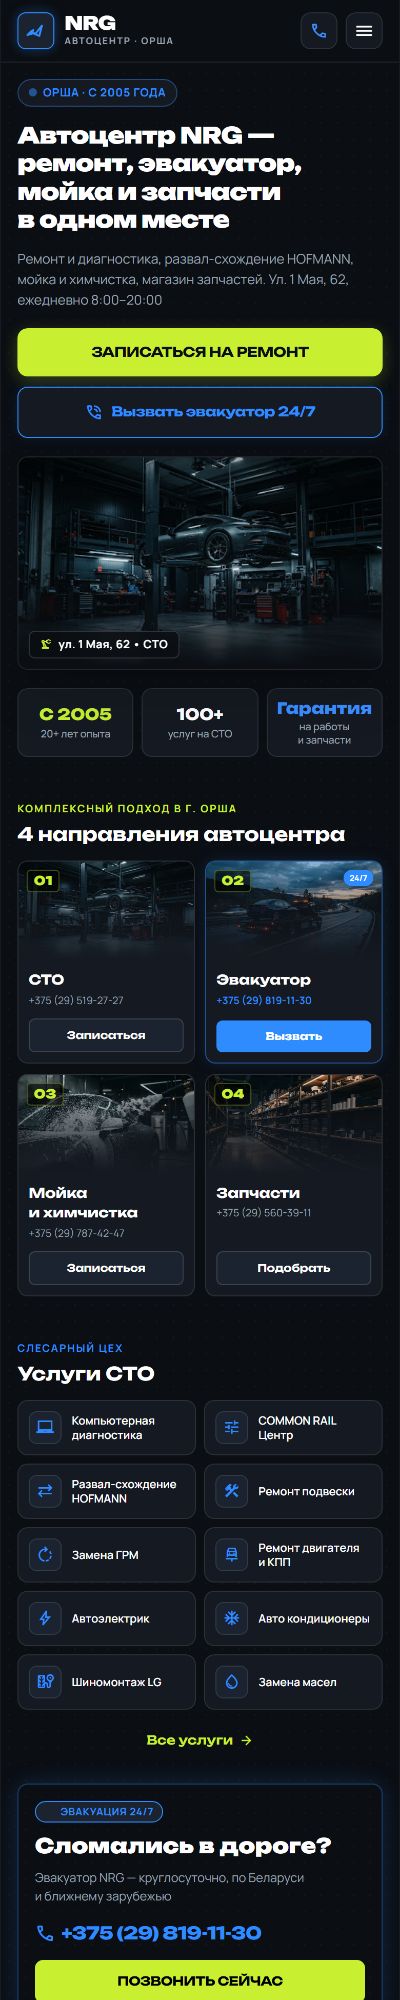 NRG
АВТОЦЕНТР · ОРША
ОРША · С 2005 ГОДА
Автоцентр NRG —
ремонт, эвакуатор,
мойка и запчасти
в одном месте
Ремонт и диагностика, развал-схождение HOFMANN,
мойка и химчистка, магазин запчастей. Ул. 1 Мая, 62,
ежедневно 8:00–20:00
ЗАПИСАТЬСЯ НА РЕМОНТ
Вызвать эвакуатор 24/7
ул. 1 Мая, 62 • СТО
С 2005
20+ лет опыта
100+
услуг на СТО
Гарантия
на работы
и запчасти
КОМПЛЕКСНЫЙ ПОДХОД В Г. ОРША
4 направления автоцентра
01
СТО
+375 (29) 519-27-27
Записаться
02
24/7
Эвакуатор
+375 (29) 819-11-30
Вызвать
03
Мойка
и химчистка
+375 (29) 787-42-47
Записаться
04
Запчасти
+375 (29) 560-39-11
Подобрать
СЛЕСАРНЫЙ ЦЕХ
Услуги СТО
Компьютерная
диагностика
COMMON RAIL
Центр
Развал-схождение
HOFMANN
Ремонт подвески
Замена ГРМ
Ремонт двигателя
и КПП
Автоэлектрик
Авто кондиционеры
Шиномонтаж LG
Замена масел
Все услуги →
ЭВАКУАЦИЯ 24/7
Сломались в дороге?
Эвакуатор NRG — круглосуточно, по Беларуси
и ближнему зарубежью
+375 (29) 819-11-30
ПОЗВОНИТЬ СЕЙЧАС